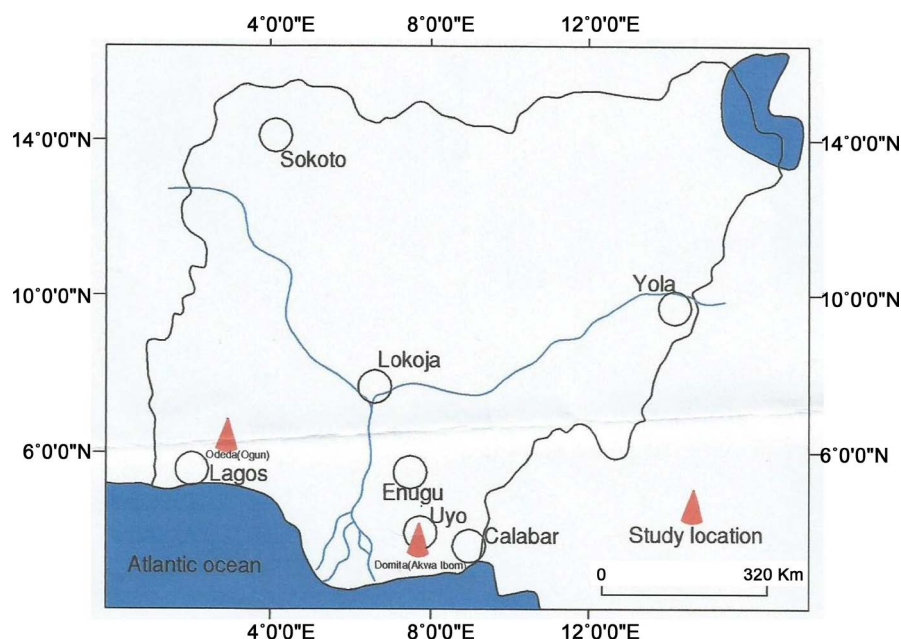 4°0'0"E 8°0'0"E 12°0'0"E
14°0'0"N 14°0'0"N
Sokoto
10°0'0"N 10°0'0"N
Yola
Lokoja
6°0'0"N 6°0'0"N
Odeda(Ogun)
Lagos
Enugu
Uyo
Calabar
Study location
Domita(Akwa Ibom)
Atlantic ocean
0 320 Km
4°0'0"E 8°0'0"E 12°0'0"E